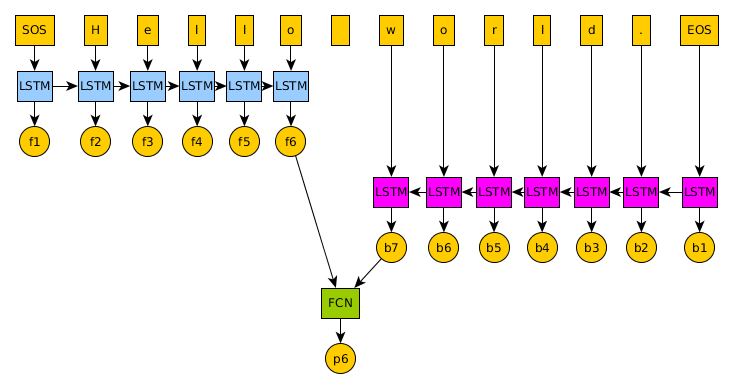 SOS H e l l o w o r l d . EOS
LSTM LSTM LSTM LSTM LSTM LSTM
f1 f2 f3 f4 f5 f6
LSTM LSTM LSTM LSTM LSTM LSTM LSTM
b7 b6 b5 b4 b3 b2 b1
FCN
p6